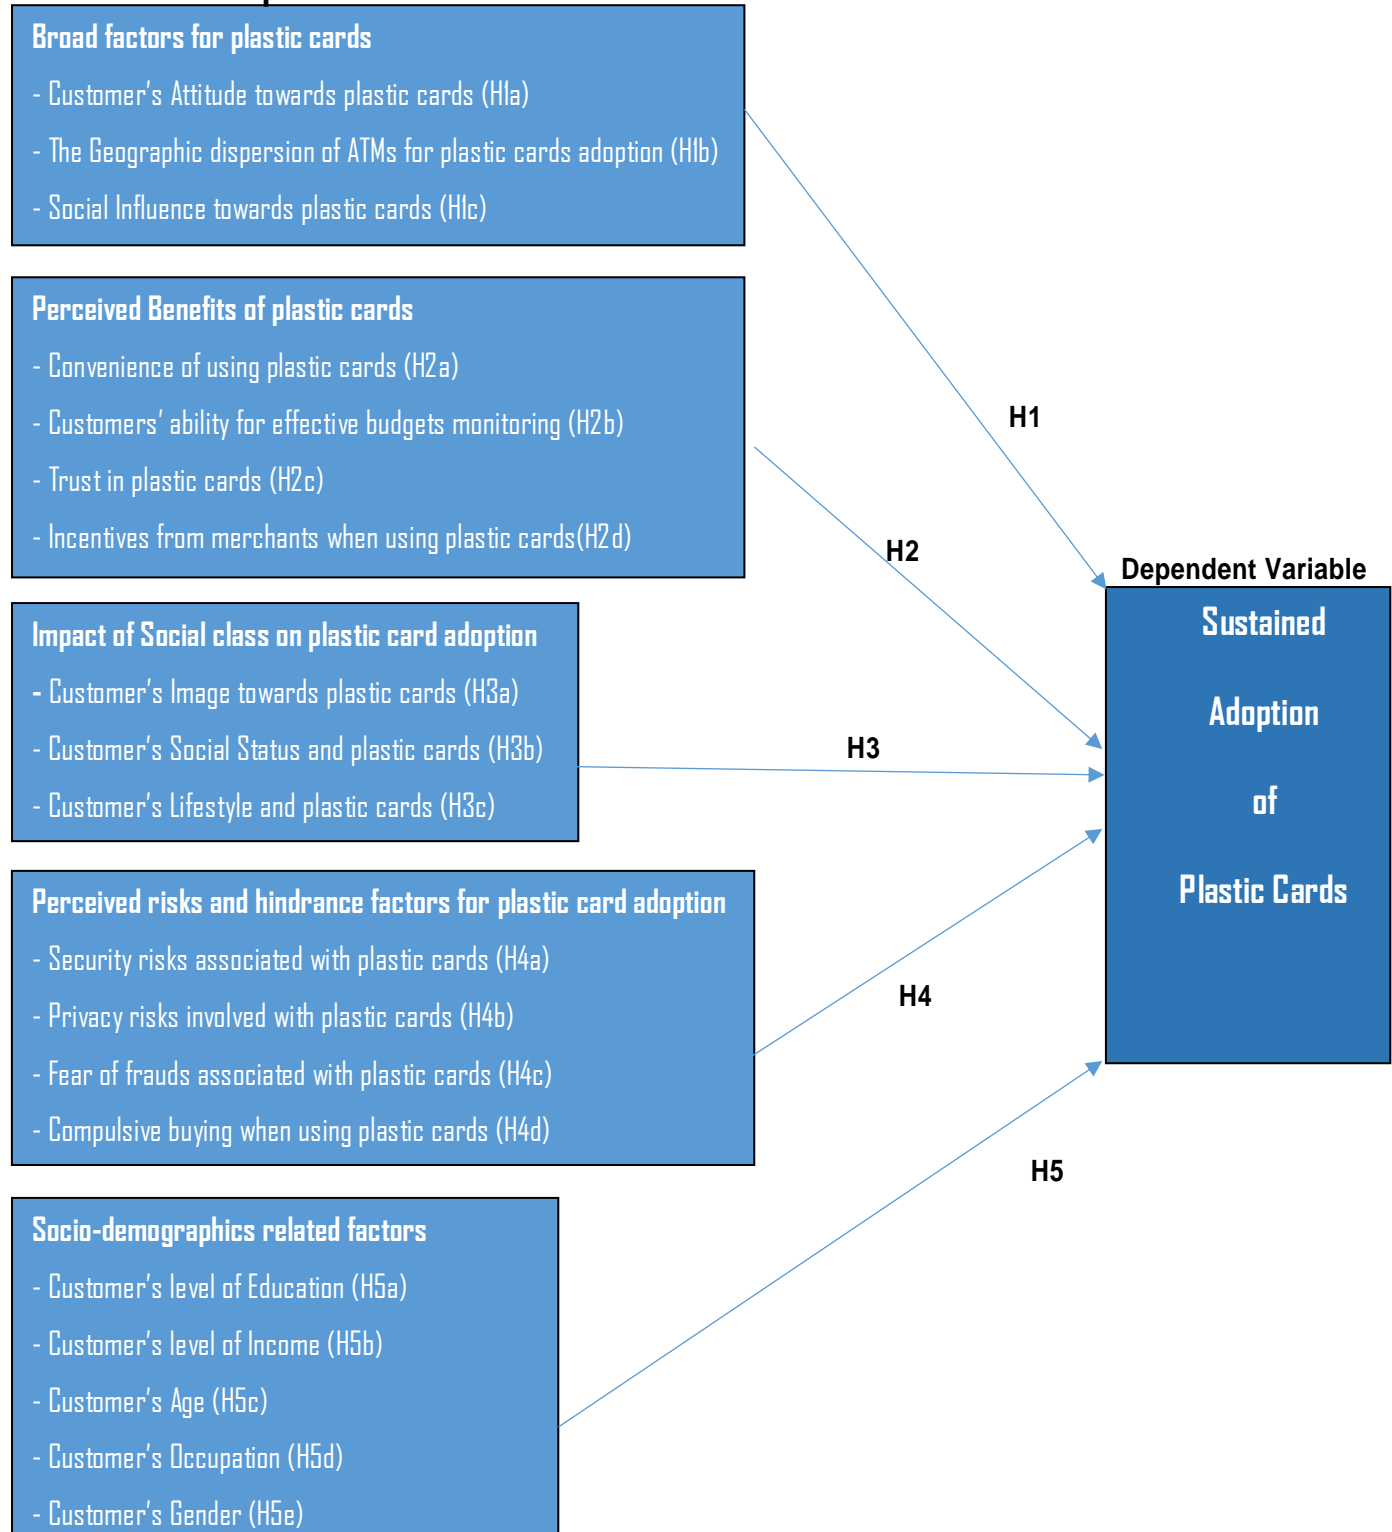 Broad factors for plastic cards
- Customer's Attitude towards plastic cards (H1a)
- The Geographic dispersion of ATMs for plastic cards adoption (H1b)
- Social Influence towards plastic cards (H1c)
Perceived Benefits of plastic cards
- Convenience of using plastic cards (H2a)
- Customers' ability for effective budgets monitoring (H2b)
- Trust in plastic cards (H2c)
- Incentives from merchants when using plastic cards(H2d)
Impact of Social class on plastic card adoption
- Customer's Image towards plastic cards (H3a)
- Customer's Social Status and plastic cards (H3b)
- Customer's Lifestyle and plastic cards (H3c)
Perceived risks and hindrance factors for plastic card adoption
- Security risks associated with plastic cards (H4a)
- Privacy risks involved with plastic cards (H4b)
- Fear of frauds associated with plastic cards (H4c)
- Compulsive buying when using plastic cards (H4d)
Socio-demographics related factors
- Customer's level of Education (H5a)
- Customer's level of Income (H5b)
- Customer's Age (H5c)
- Customer's Occupation (H5d)
- Customer's Gender (H5e)
H1
H2
H3
H4
H5
Dependent Variable
Sustained
Adoption
of
Plastic Cards